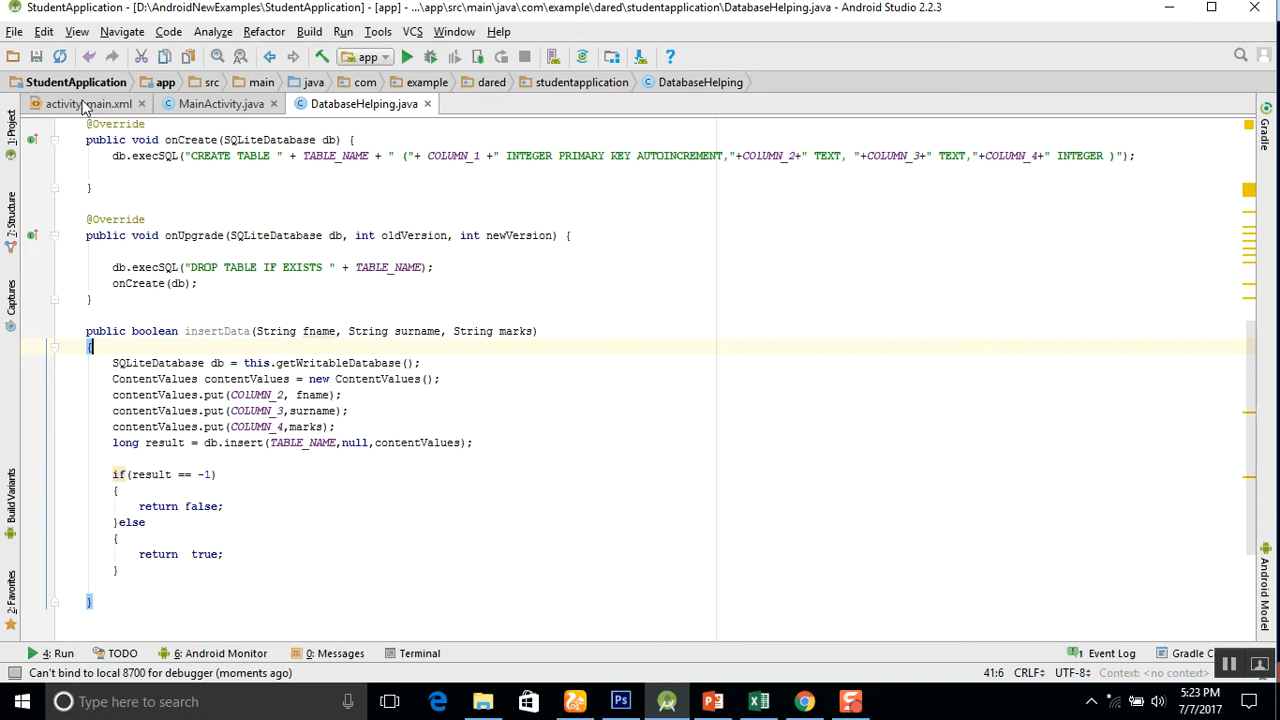 StudentApplication - [D:\AndroidNewExamples\StudentApplication] - [app] - ...\app\src\main\java\com\example\dared\studentapplication\DatabaseHelping.java - Android Studio 2.2.3
File Edit View Navigate Code Analyze Refactor Build Run Tools VCS Window Help
app
StudentApplication app src main java com example dared studentapplication DatabaseHelping
activity_main.xml MainActivity.java DatabaseHelping.java
@Override
public void onCreate(SQLiteDatabase db) {
db.execSQL("CREATE TABLE " + TABLE_NAME + " ("+ COLUMN_1 +" INTEGER PRIMARY KEY AUTOINCREMENT,"+COLUMN_2+" TEXT, "+COLUMN_3+" TEXT,"+COLUMN_4+" INTEGER )");
}
@Override
public void onUpgrade(SQLiteDatabase db, int oldVersion, int newVersion) {
db.execSQL("DROP TABLE IF EXISTS " + TABLE_NAME);
onCreate(db);
}
public boolean insertData(String fname, String surname, String marks)
{
SQLiteDatabase db = this.getWritableDatabase();
ContentValues contentValues = new ContentValues();
contentValues.put(COLUMN_2, fname);
contentValues.put(COLUMN_3,surname);
contentValues.put(COLUMN_4,marks);
long result = db.insert(TABLE_NAME,null,contentValues);
if(result == -1)
{
return false;
}else
{
return  true;
}
}
1: Project
7: Structure
Captures
Build Variants
2: Favorites
Gradle
Android Model
4: Run TODO 6: Android Monitor 0: Messages Terminal 1 Event Log Gradle C
Can't bind to local 8700 for debugger (moments ago) 41:6 CRLF÷ UTF-8÷ Context: <no context>
Type here to search
5:23 PM
7/7/2017